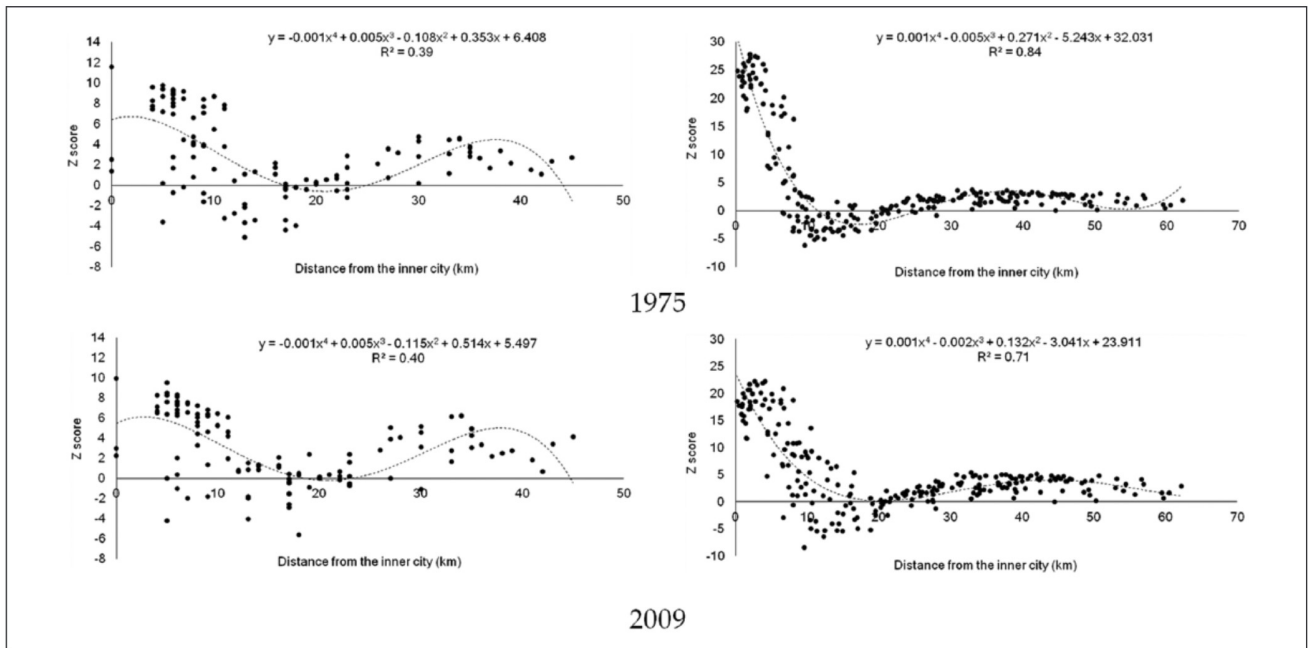 y = -0.001x⁴ + 0.005x³ - 0.108x² + 0.353x + 6.408
R² = 0.39
14
12
10
8
6
4
2
0
-2
-4
-6
-8
Z score
0 10 20 30 40 50
Distance from the inner city (km)
y = 0.001x⁴ - 0.005x³ + 0.271x² - 5.243x + 32.031
R² = 0.84
30
25
20
15
10
5
0
-5
-10
Z score
0 10 20 30 40 50 60 70
Distance from the inner city (km)
1975
y = -0.001x⁴ + 0.005x³ - 0.115x² + 0.514x + 5.497
R² = 0.40
14
12
10
8
6
4
2
0
-2
-4
-6
-8
Z score
0 10 20 30 40 50
Distance from the inner city (km)
y = 0.001x⁴ - 0.002x³ + 0.132x² - 3.041x + 23.911
R² = 0.71
30
25
20
15
10
5
0
-5
-10
Z score
0 10 20 30 40 50 60 70
Distance from the inner city (km)
2009